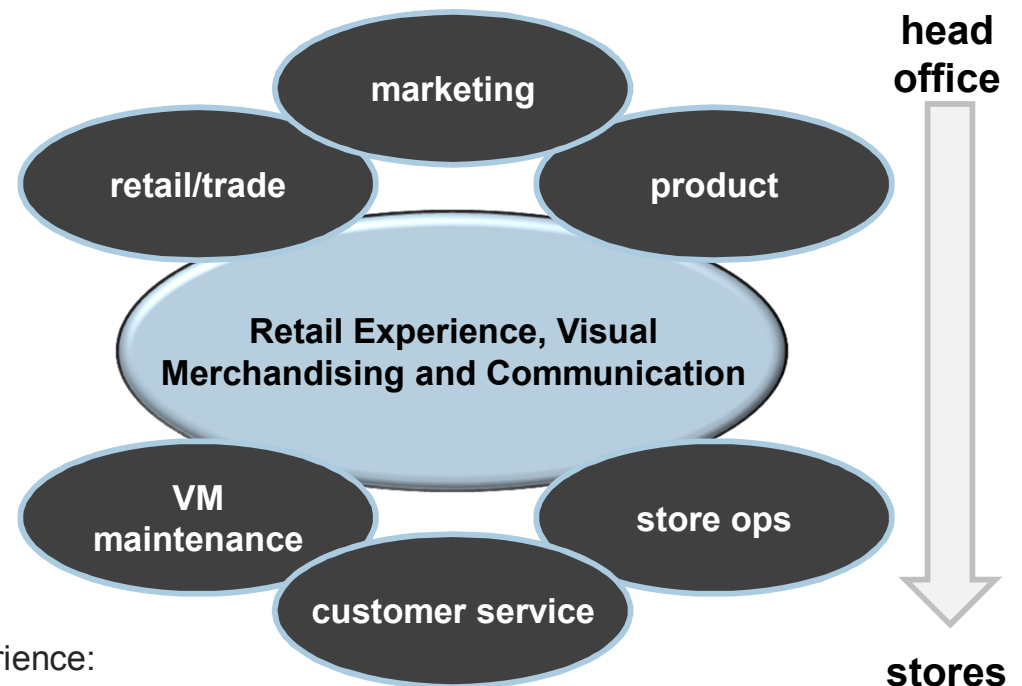 head
office
marketing
retail/trade
product
Retail Experience, Visual
Merchandising and Communication
VM
maintenance
store ops
customer service
rience:
stores